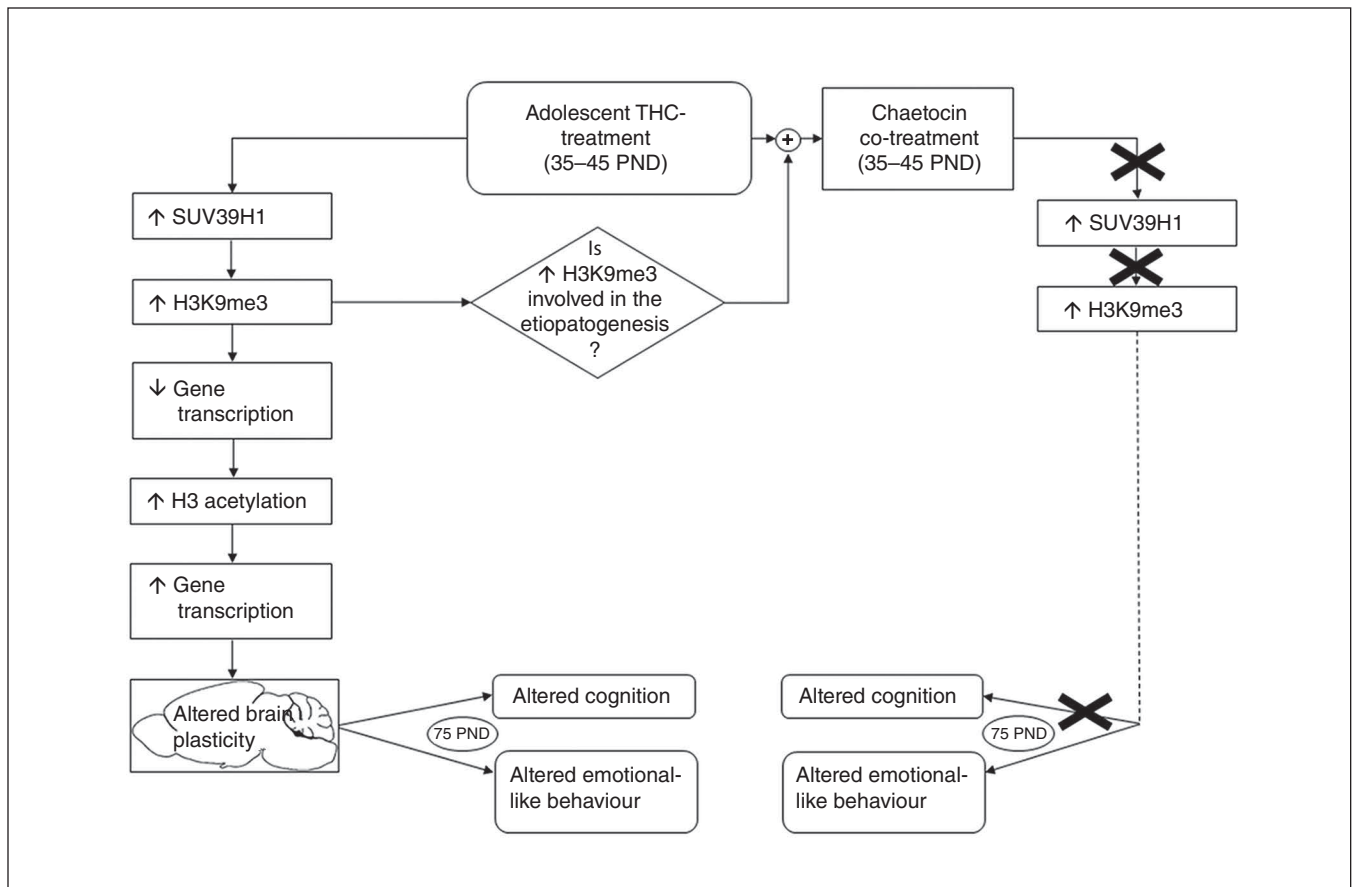 Adolescent THC-
treatment
(35–45 PND)
+
Chaetocin
co-treatment
(35–45 PND)
↑ SUV39H1
↑ H3K9me3
Is
↑ H3K9me3
involved in the
etiopathogenesis
?
↓ Gene
transcription
↑ H3 acetylation
↑ Gene
transcription
Altered brain
plasticity
75 PND
Altered cognition
Altered emotional-
like behaviour
↑ SUV39H1
↑ H3K9me3
Altered cognition
75 PND
Altered emotional-
like behaviour